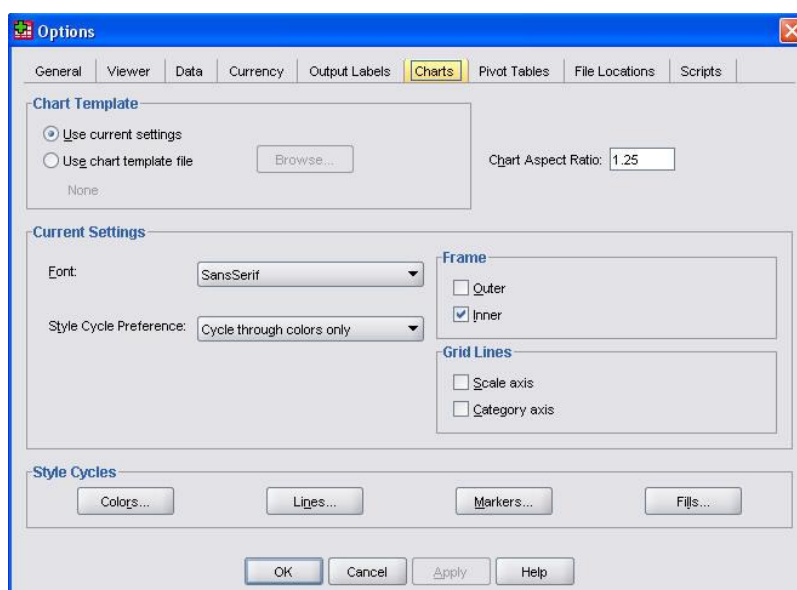 Options
General Viewer Data Currency Output Labels Charts Pivot Tables File Locations Scripts
Chart Template
Use current settings
Use chart template file Browse...
None
Chart Aspect Ratio: 1.25
Current Settings
Font: SansSerif
Style Cycle Preference: Cycle through colors only
Frame
Outer
Inner
Grid Lines
Scale axis
Category axis
Style Cycles
Colors... Lines... Markers... Fills...
OK Cancel Apply Help